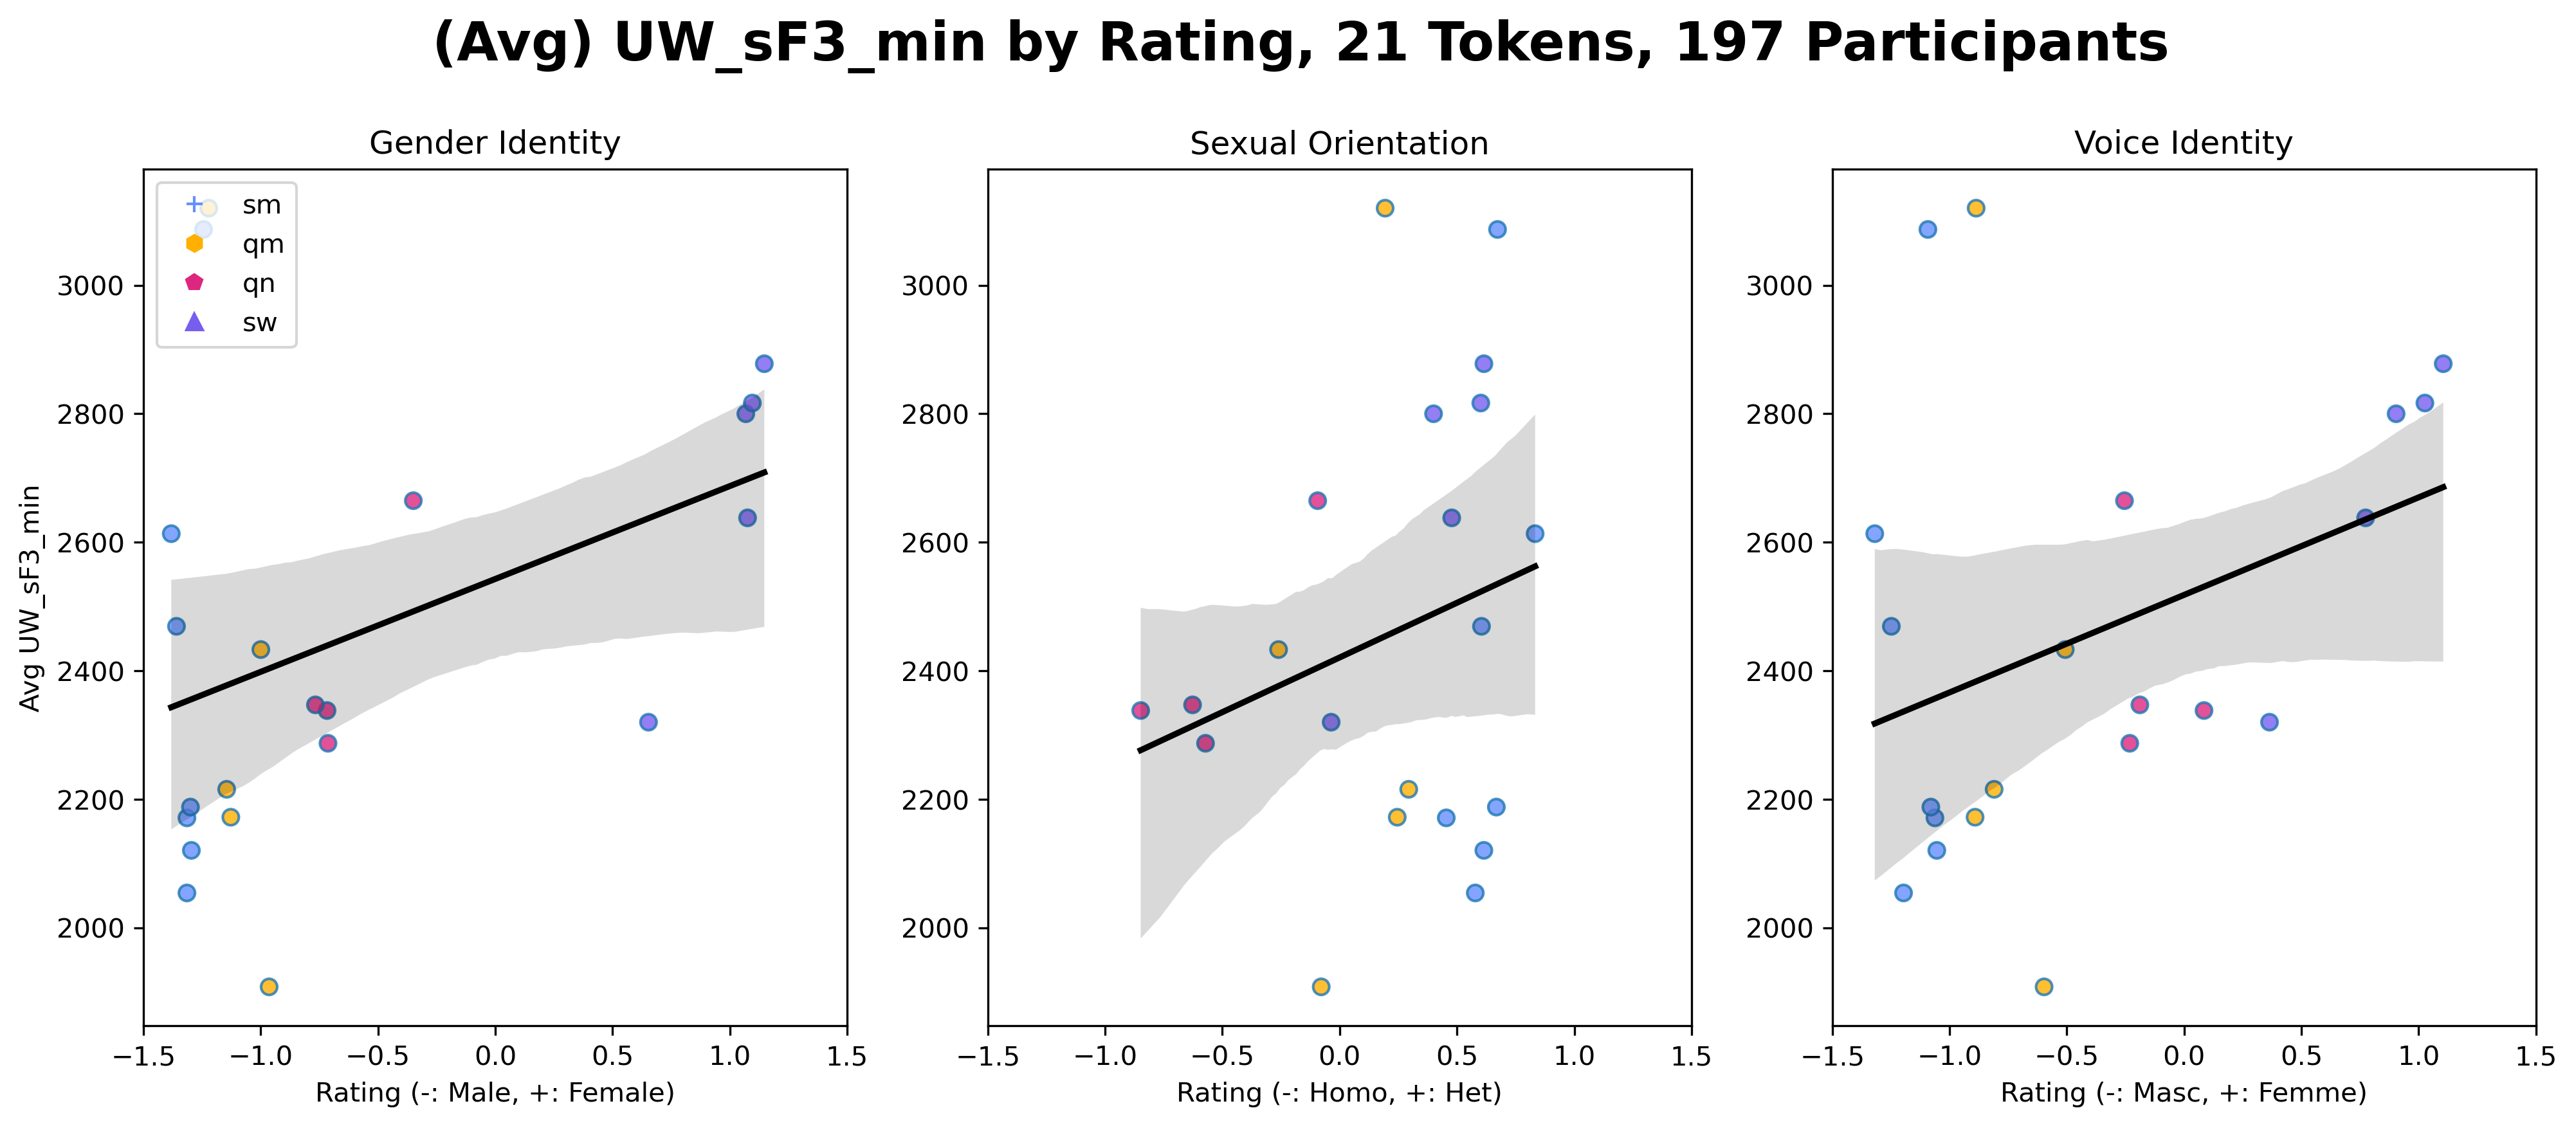 (Avg) UW_sF3_min by Rating, 21 Tokens, 197 Participants
Gender Identity
Sexual Orientation
Voice Identity
sm
qm
qn
sw
Avg UW_sF3_min
3000
2800
2600
2400
2200
2000
−1.5 −1.0 −0.5 0.0 0.5 1.0 1.5
Rating (-: Male, +: Female)
3000
2800
2600
2400
2200
2000
−1.5 −1.0 −0.5 0.0 0.5 1.0 1.5
Rating (-: Homo, +: Het)
3000
2800
2600
2400
2200
2000
−1.5 −1.0 −0.5 0.0 0.5 1.0 1.5
Rating (-: Masc, +: Femme)